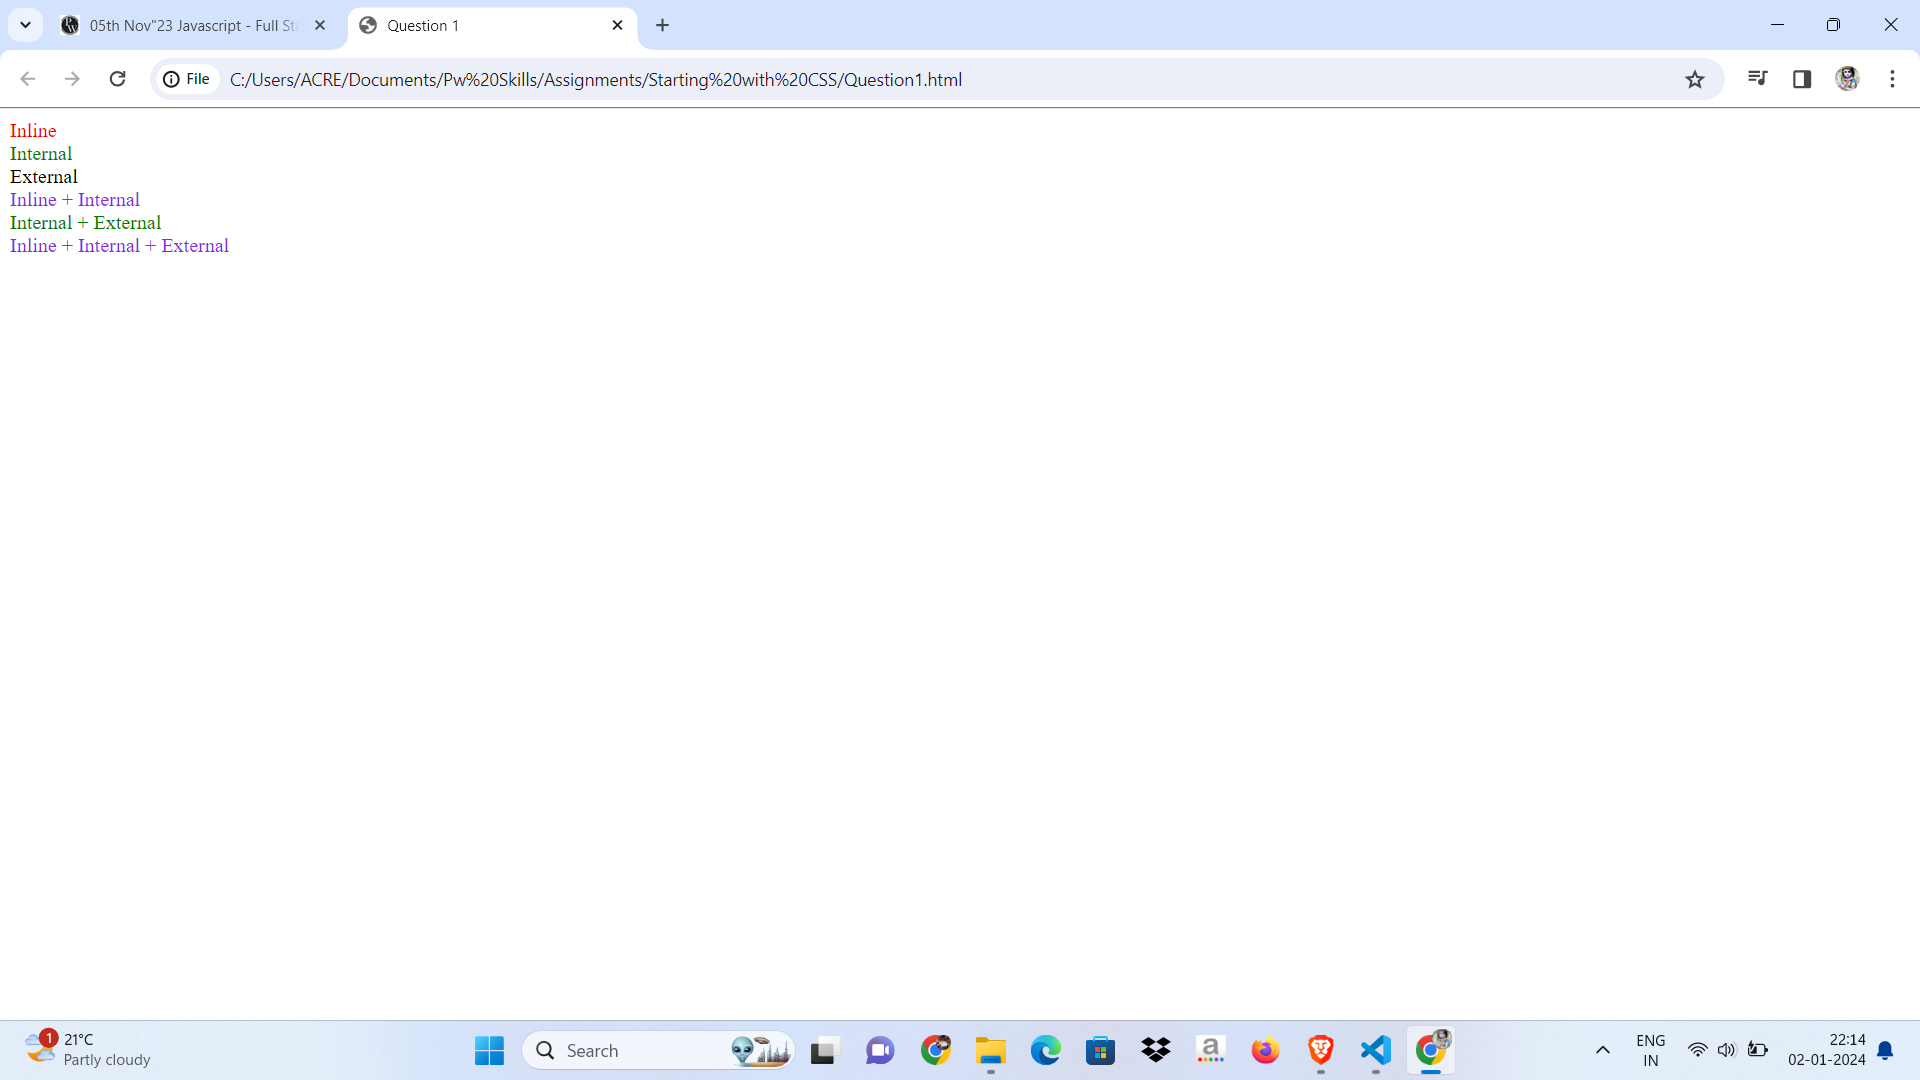 05th Nov"23 Javascript - Full Sta
Question 1
File
C:/Users/ACRE/Documents/Pw%20Skills/Assignments/Starting%20with%20CSS/Question1.html
Inline
Internal
External
Inline + Internal
Internal + External
Inline + Internal + External
1
21°C
Partly cloudy
Search
a
ENG
IN
22:14
02-01-2024